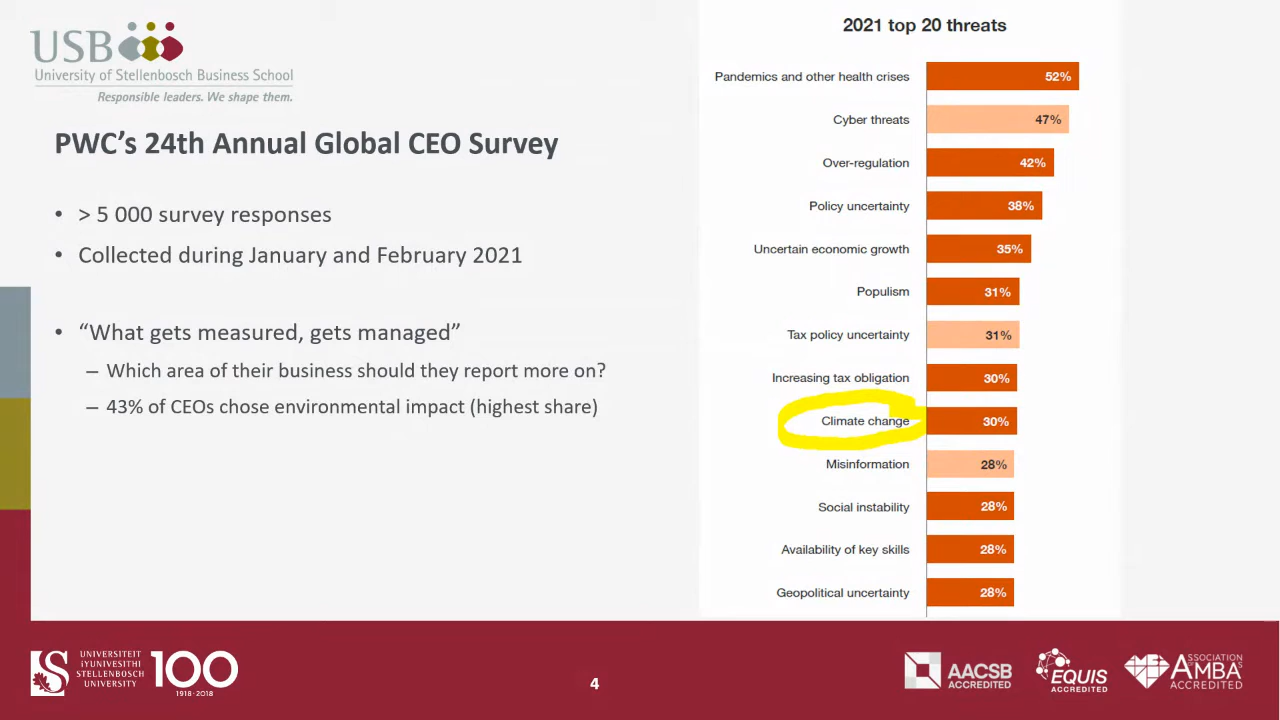 USB
University of Stellenbosch Business School
Responsible leaders. We shape them.
PWC’s 24th Annual Global CEO Survey
• > 5 000 survey responses
• Collected during January and February 2021
• “What gets measured, gets managed”
– Which area of their business should they report more on?
– 43% of CEOs chose environmental impact (highest share)
2021 top 20 threats
Pandemics and other health crises 52%
Cyber threats 47%
Over-regulation 42%
Policy uncertainty 38%
Uncertain economic growth 35%
Populism 31%
Tax policy uncertainty 31%
Increasing tax obligation 30%
Climate change 30%
Misinformation 28%
Social instability 28%
Availability of key skills 28%
Geopolitical uncertainty 28%
UNIVERSITEIT
iYUNIVESITHI
STELLENBOSCH
UNIVERSITY
100
1918·2018
4
AACSB
ACCREDITED
EQUIS
ACCREDITED
ASSOCIATION
AMBA
ACCREDITED